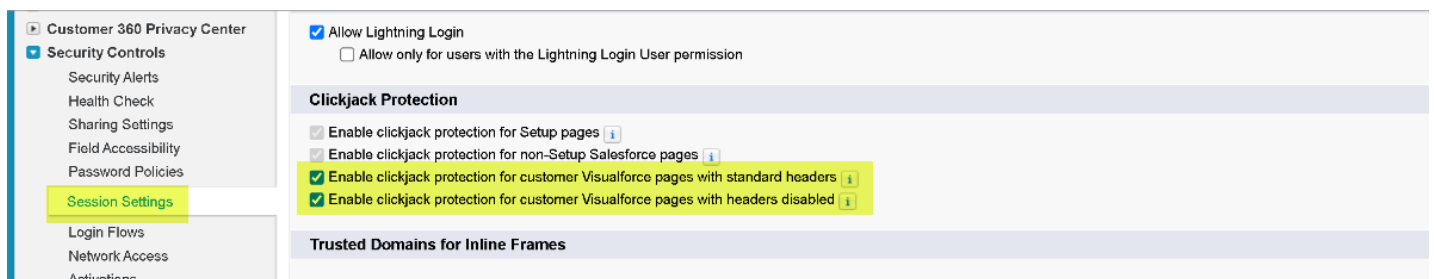 Customer 360 Privacy Center
Security Controls
Security Alerts
Health Check
Sharing Settings
Field Accessibility
Password Policies
Session Settings
Login Flows
Network Access
Activations
Allow Lightning Login
Allow only for users with the Lightning Login User permission
Clickjack Protection
Enable clickjack protection for Setup pages i
Enable clickjack protection for non-Setup Salesforce pages i
Enable clickjack protection for customer Visualforce pages with standard headers i
Enable clickjack protection for customer Visualforce pages with headers disabled i
Trusted Domains for Inline Frames